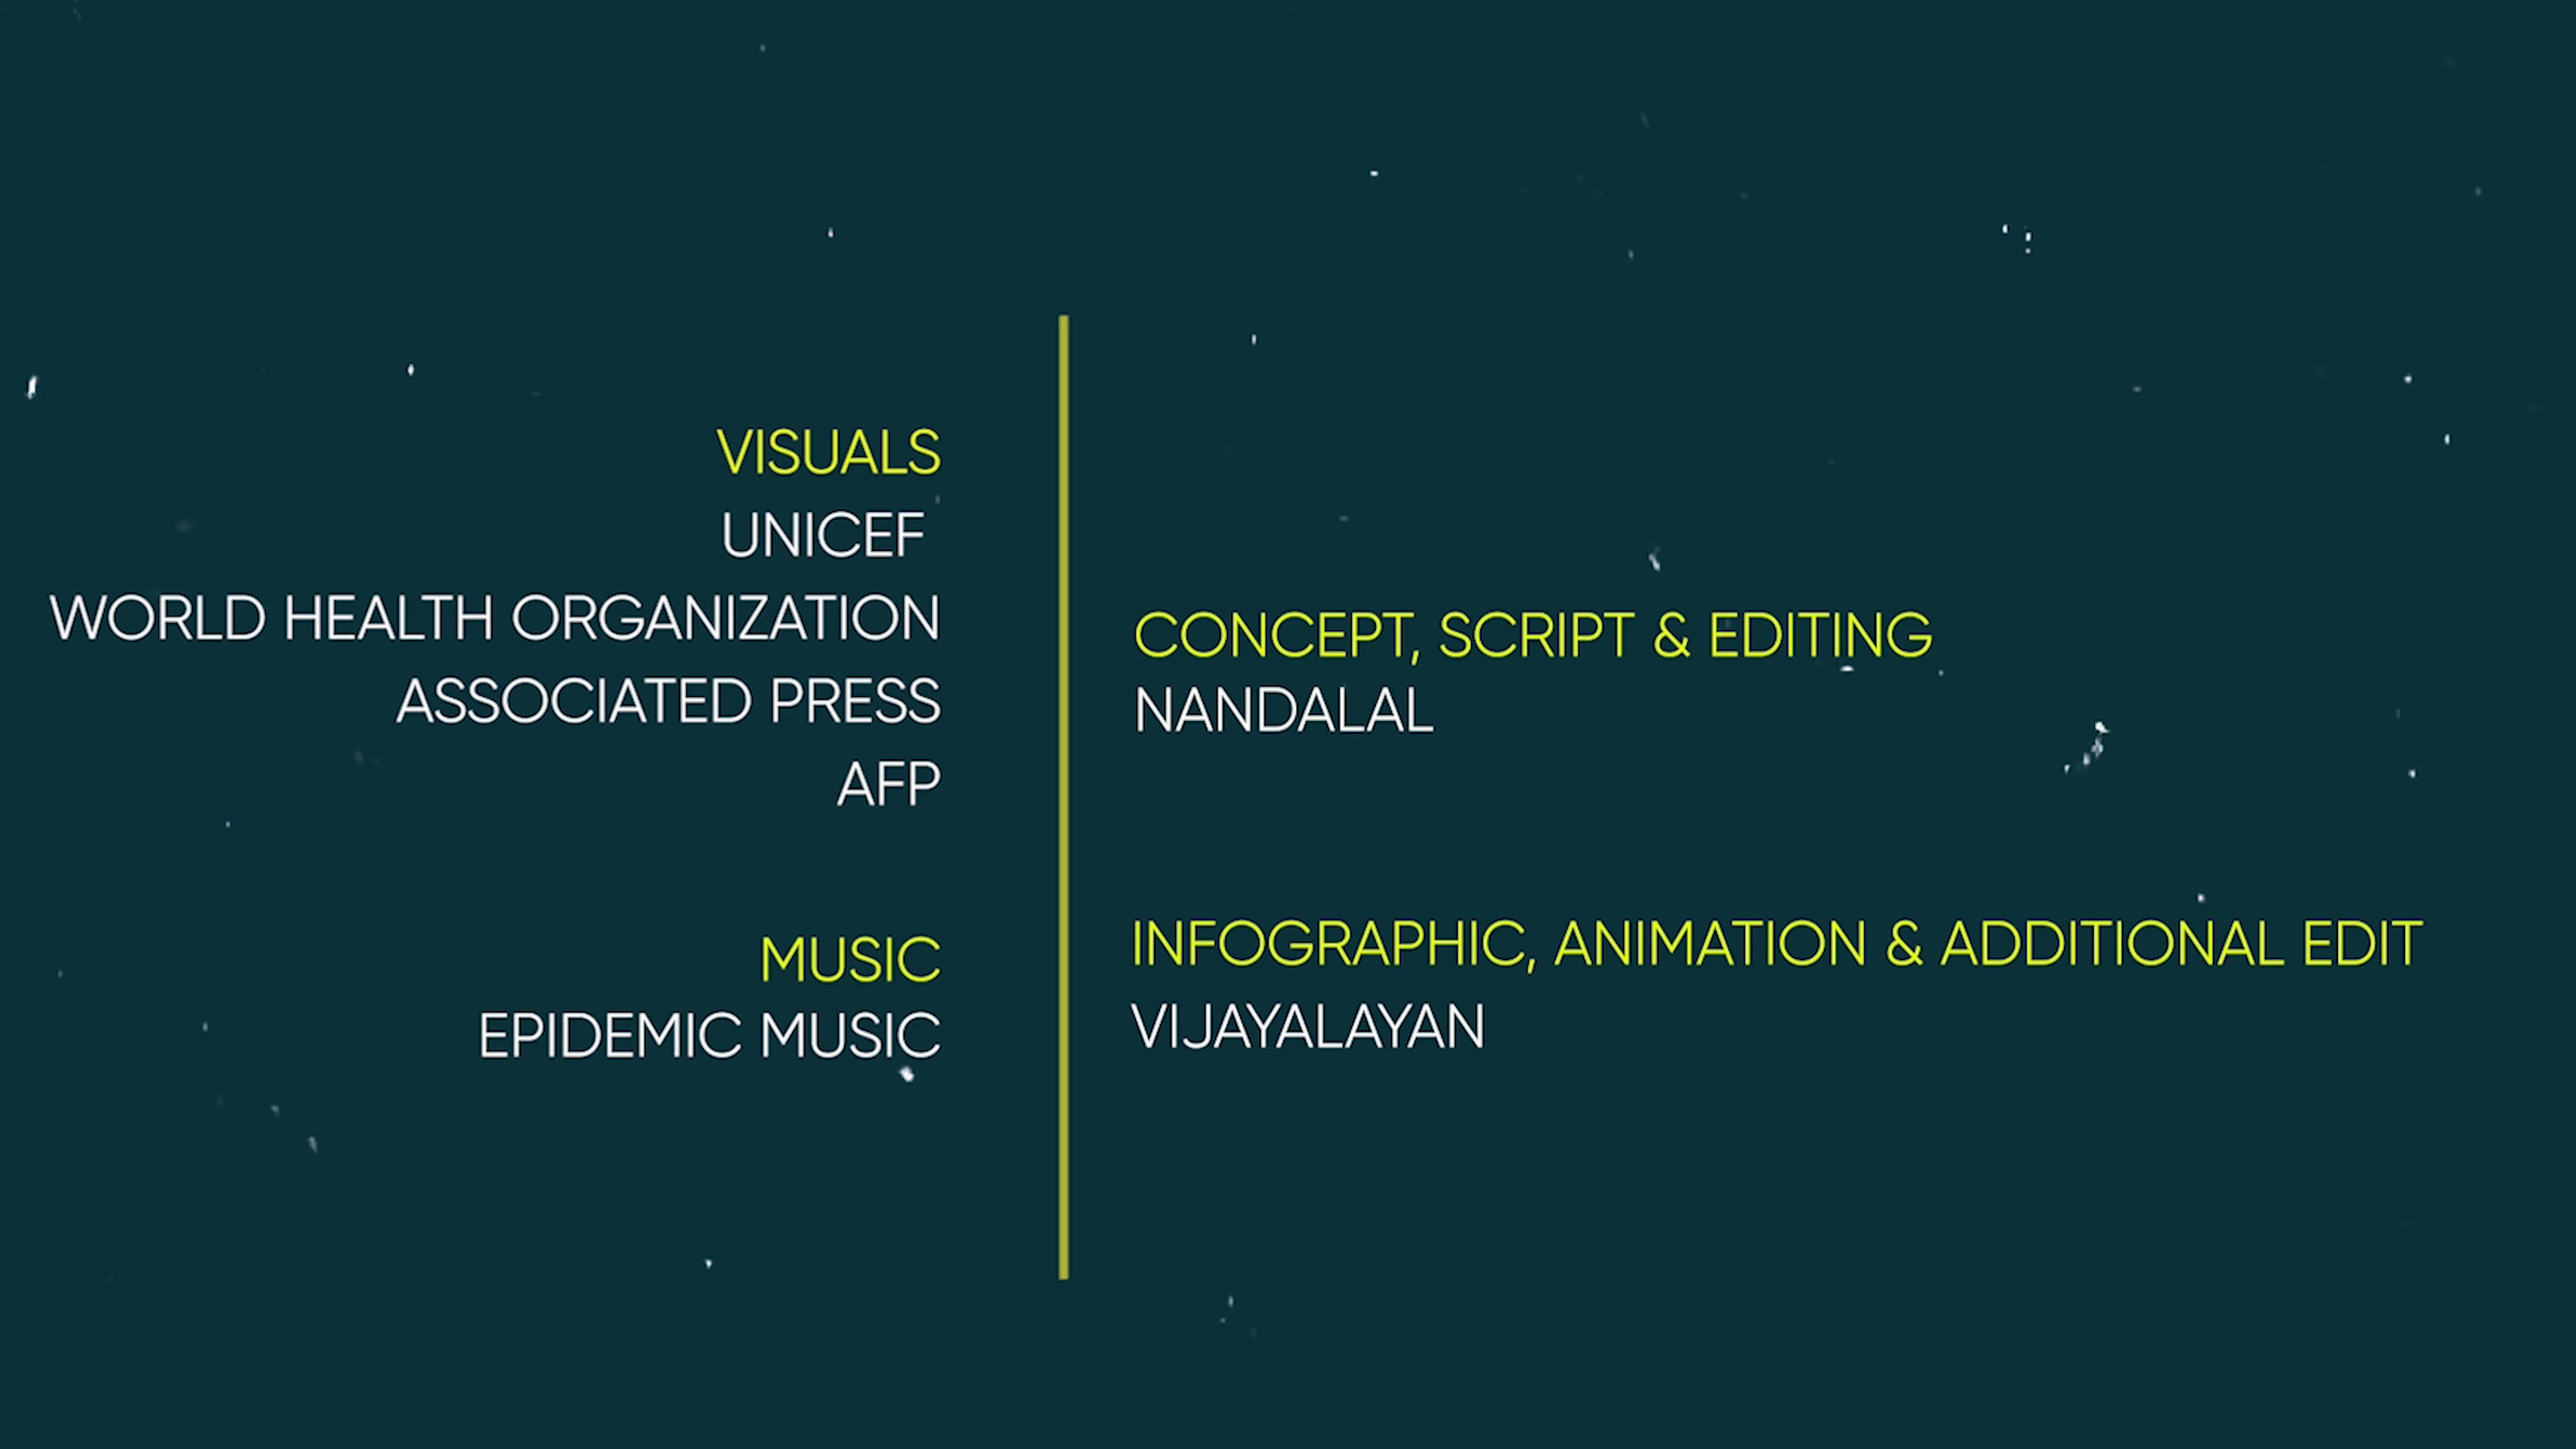 VISUALS
UNICEF
WORLD HEALTH ORGANIZATION
ASSOCIATED PRESS
AFP
MUSIC
EPIDEMIC MUSIC
CONCEPT, SCRIPT & EDITING
NANDALAL
INFOGRAPHIC, ANIMATION & ADDITIONAL EDIT
VIJAYALAYAN